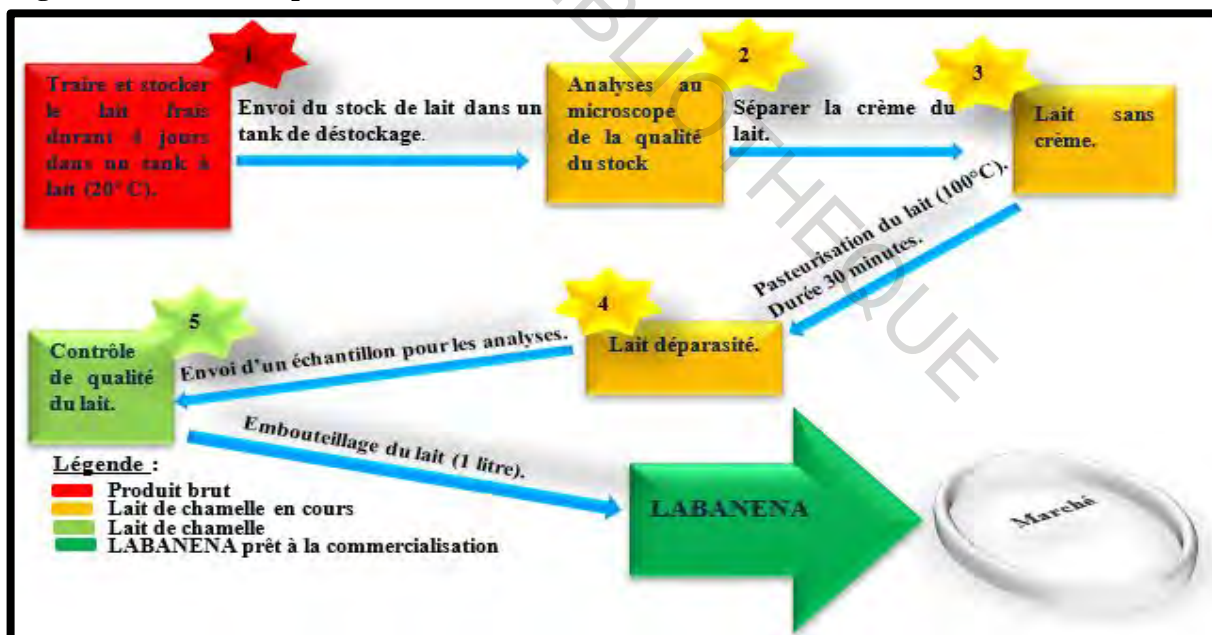 1
Traire et stocker
le lait frais
durant 4 jours
dans un tank à
lait (20° C).
Envoi du stock de lait dans un
tank de déstockage.
2
Analyses au
microscope
de la qualité
du stock
Séparer la crème du
lait.
3
Lait sans
crème.
Pasteurisation du lait (100°C).
Durée 30 minutes.
4
Lait déparasité.
Envoi d'un échantillon pour les analyses.
5
Contrôle
de qualité
du lait.
Embouteillage du lait (1 litre).
LABANENA
Marché
Légende :
Produit brut
Lait de chamelle en cours
Lait de chamelle
LABANENA prêt à la commercialisation
BLIOTHEQUE